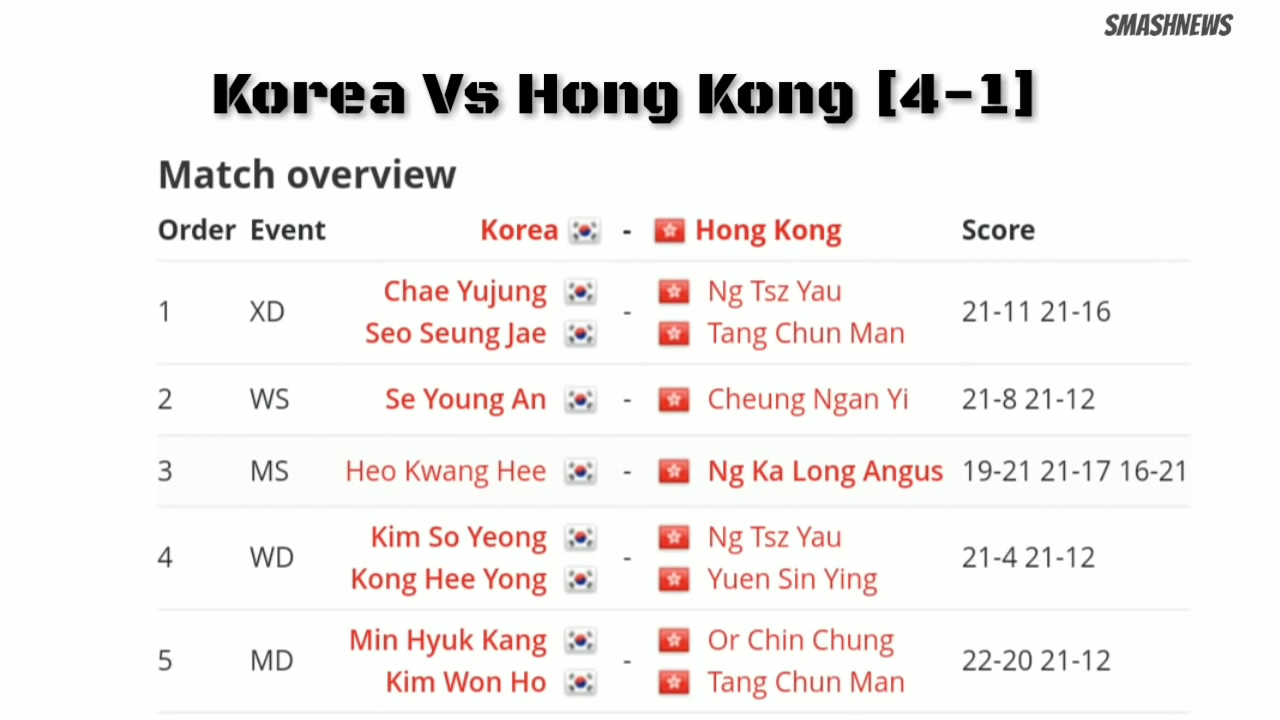 SMASHNEWS
Korea Vs Hong Kong [4-1]
Match overview
Order Event Korea - Hong Kong Score
1 XD Chae Yujung Seo Seung Jae - Ng Tsz Yau Tang Chun Man 21-11 21-16
2 WS Se Young An - Cheung Ngan Yi 21-8 21-12
3 MS Heo Kwang Hee - Ng Ka Long Angus 19-21 21-17 16-21
4 WD Kim So Yeong Kong Hee Yong - Ng Tsz Yau Yuen Sin Ying 21-4 21-12
5 MD Min Hyuk Kang Kim Won Ho - Or Chin Chung Tang Chun Man 22-20 21-12